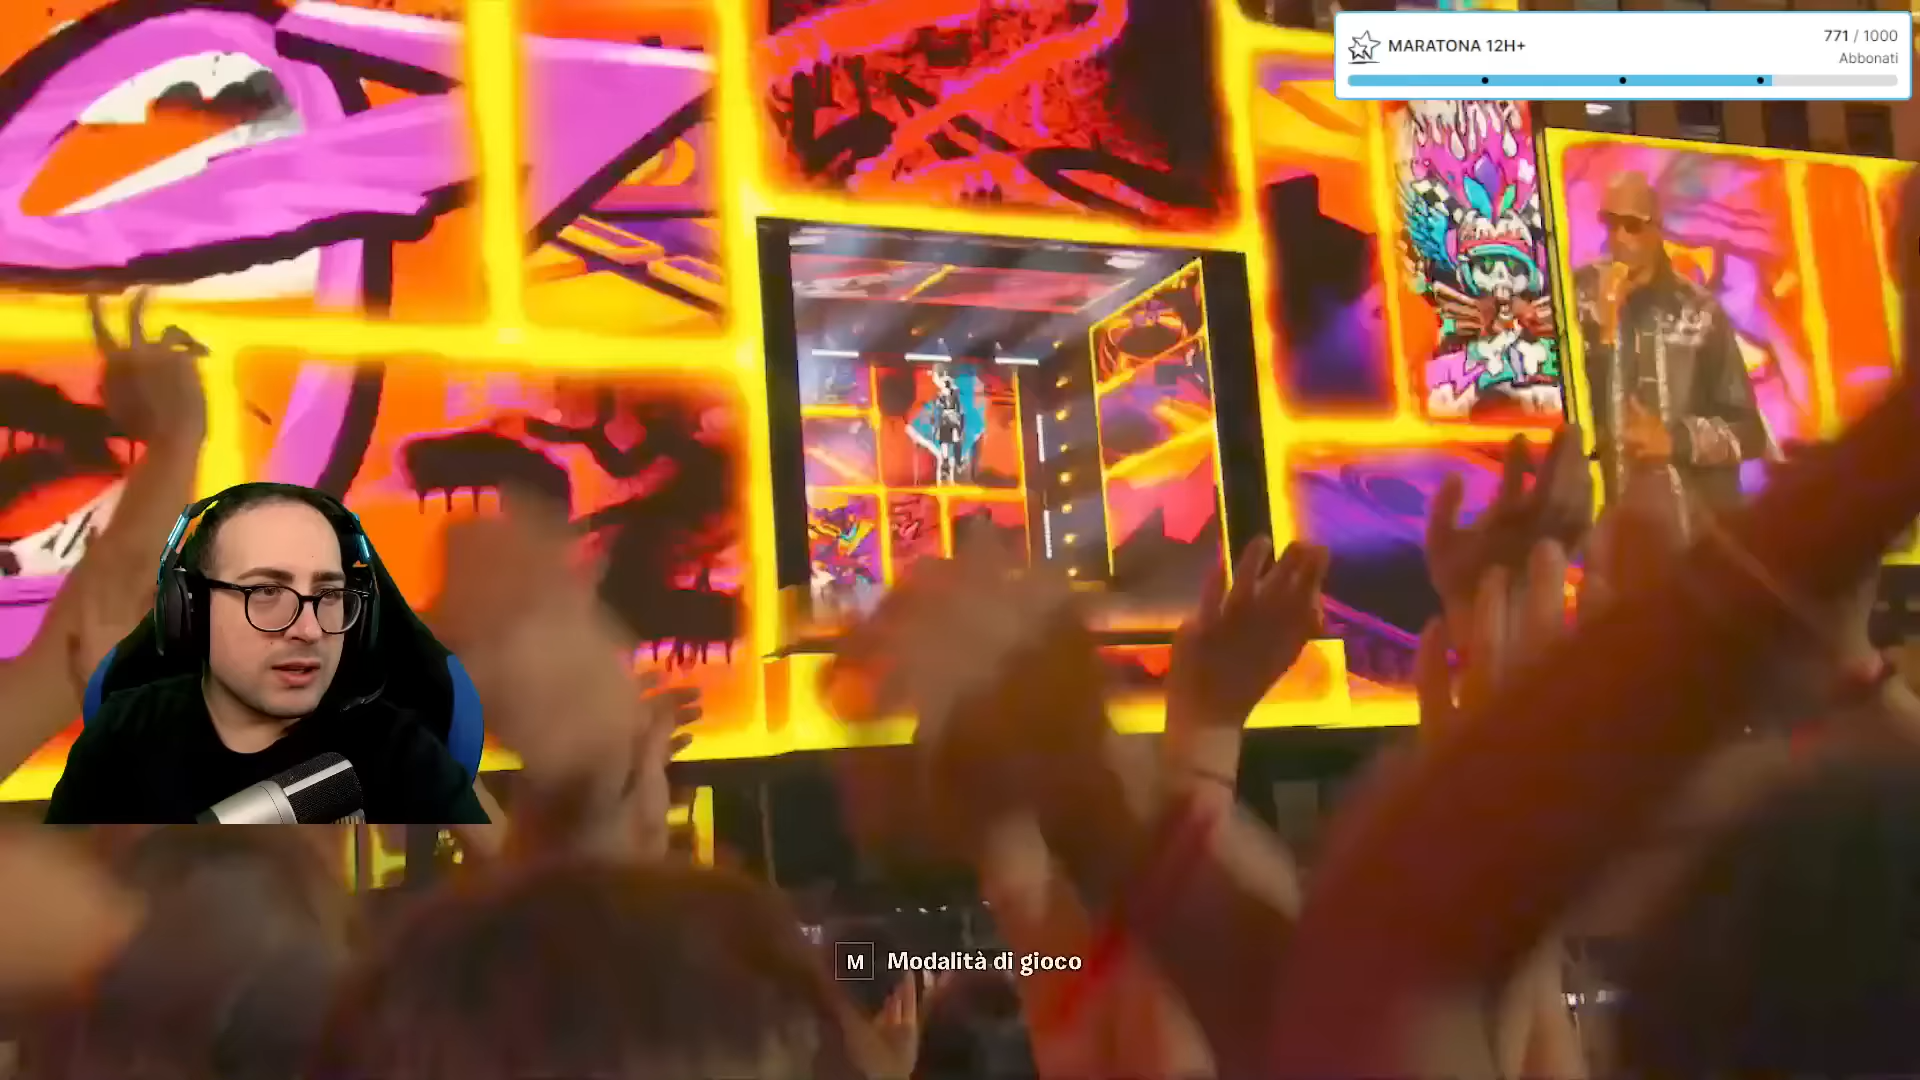 MARATONA 12H+
771 / 1000
Abbonati
M Modalità di gioco